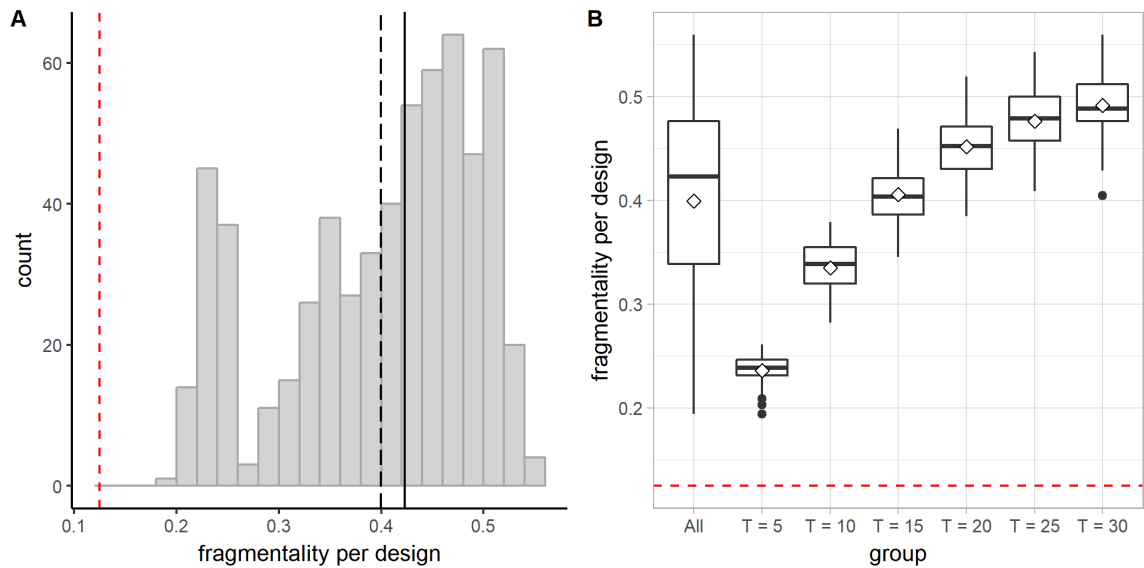 A
60
40
20
0
count
0.1 0.2 0.3 0.4 0.5
fragmentality per design
B
0.5
0.4
0.3
0.2
fragmentality per design
All T = 5 T = 10 T = 15 T = 20 T = 25 T = 30
group